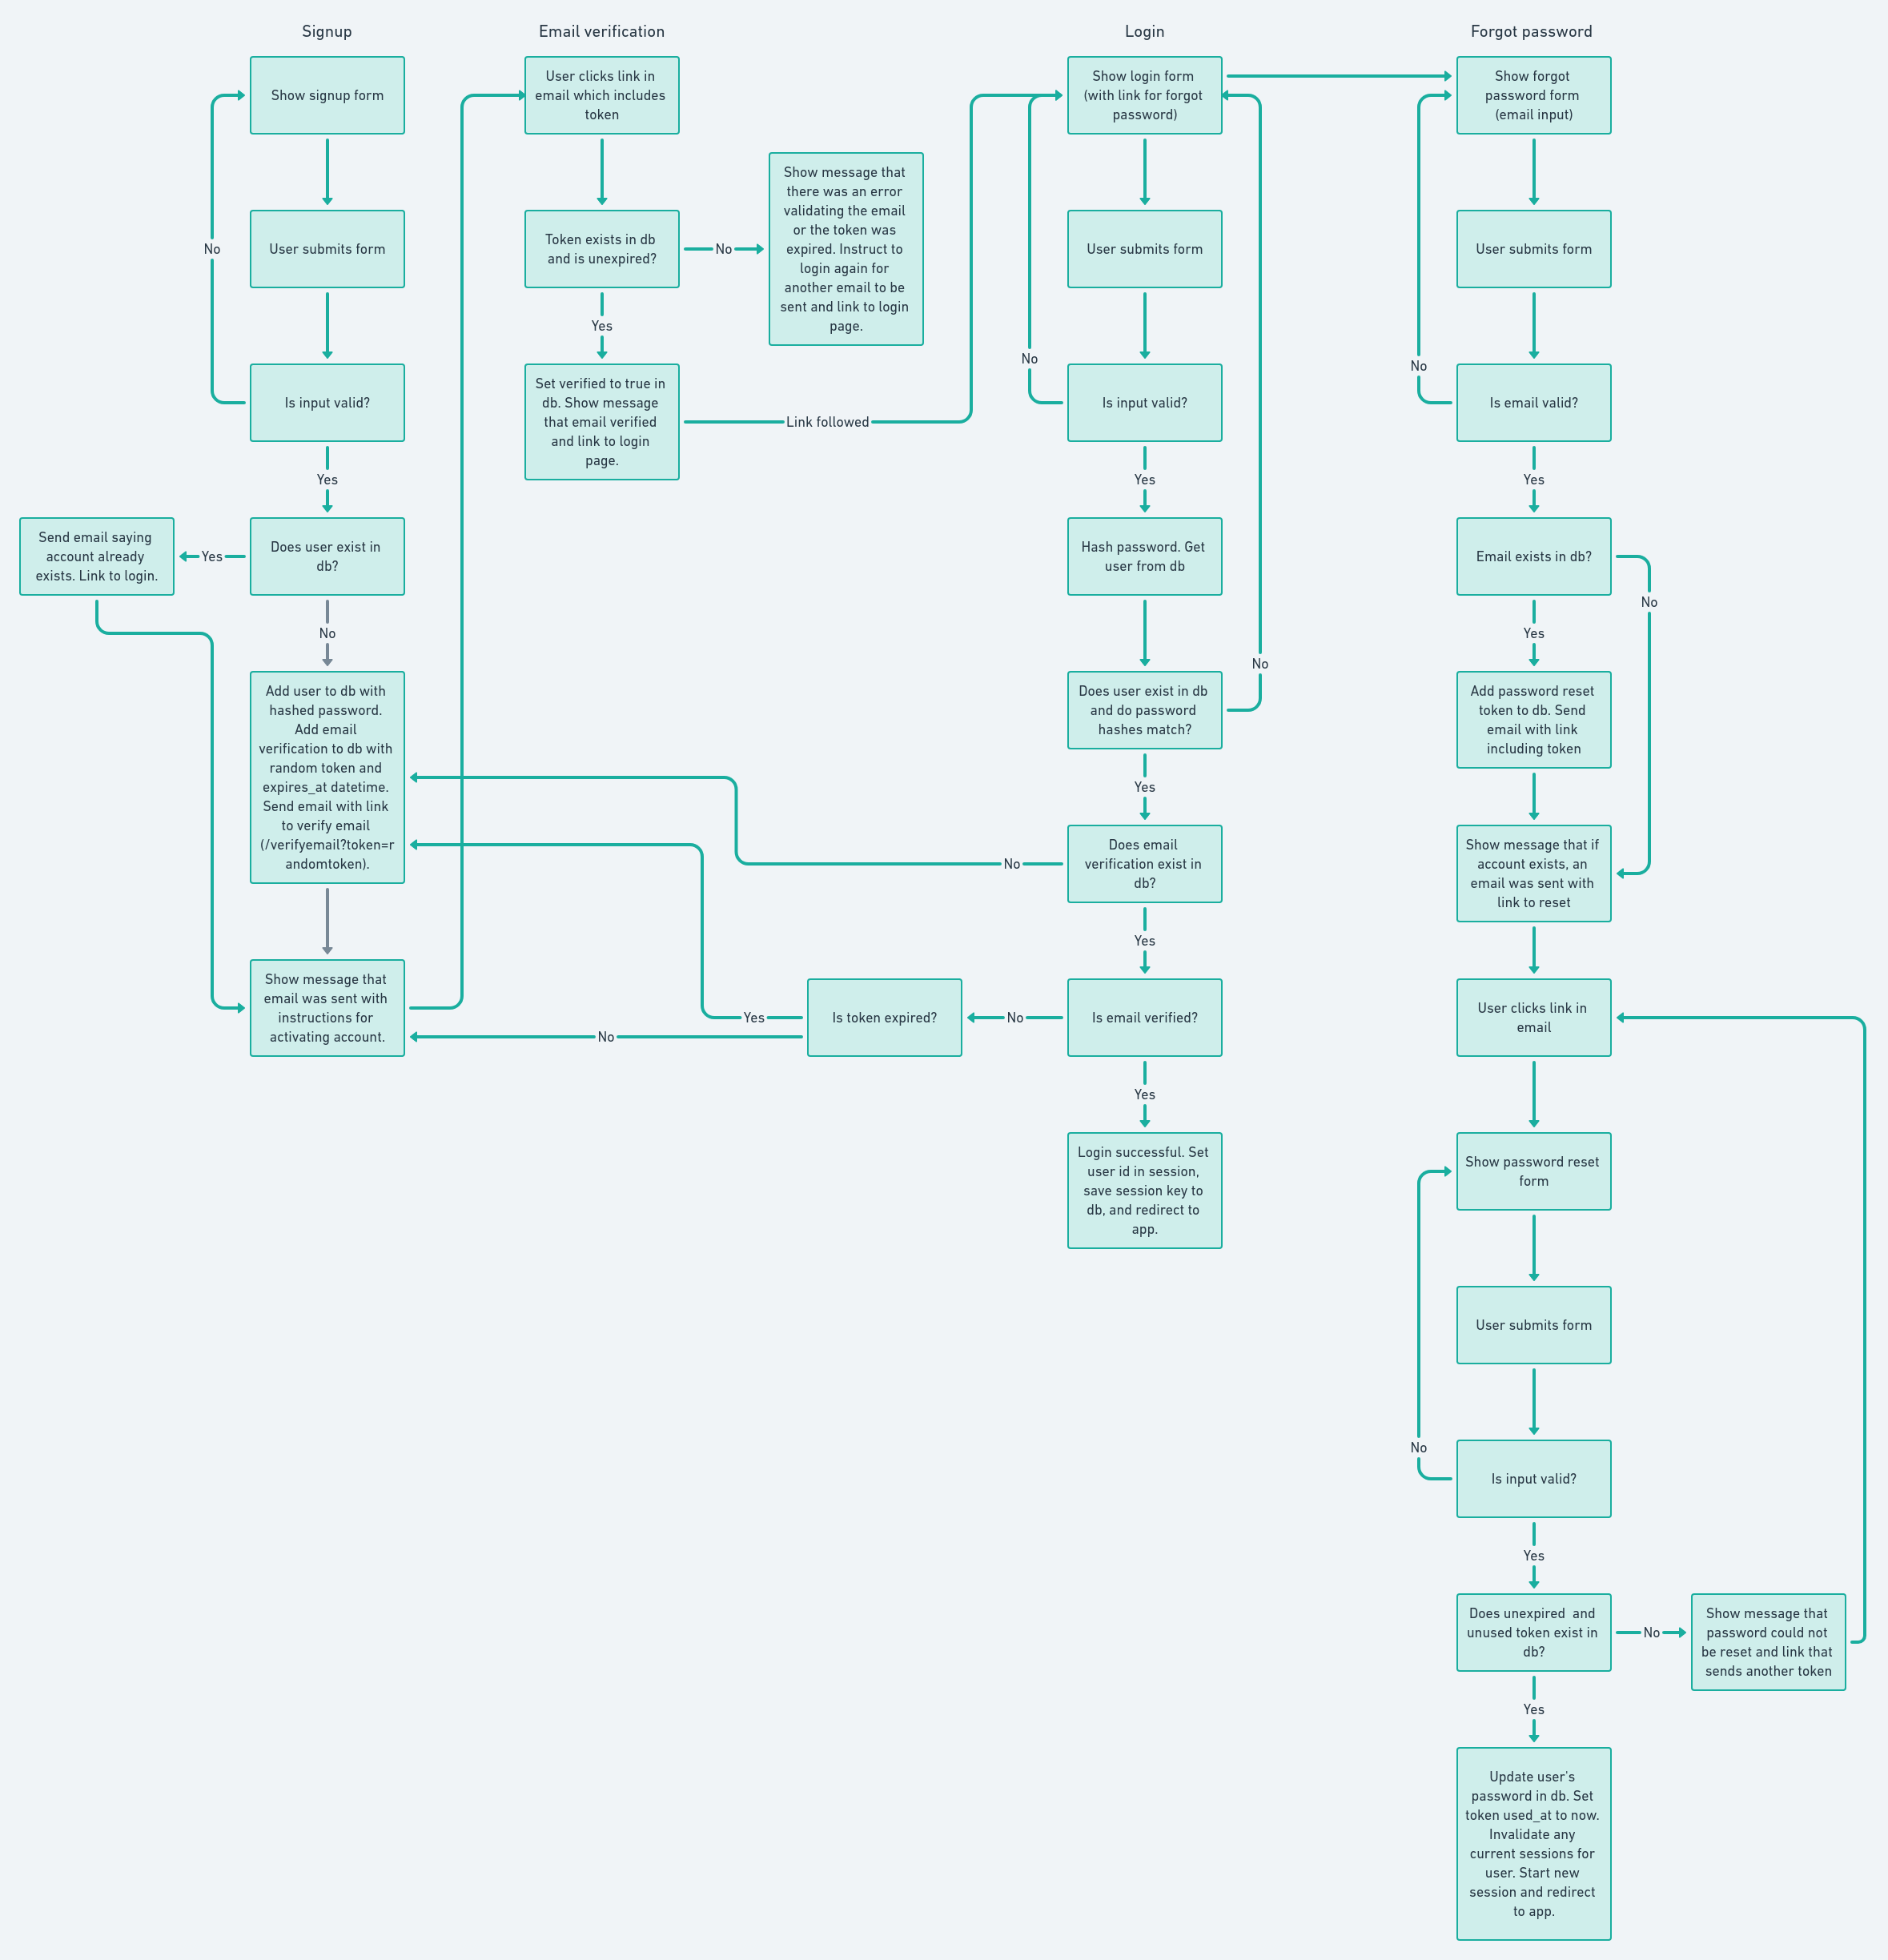 Signup
Show signup form
User submits form
No
Is input valid?
Yes
Send email saying
account already
exists. Link to login.
Yes
Does user exist in
db?
No
Add user to db with
hashed password.
Add email
verification to db with
random token and
expires_at datetime.
Send email with link
to verify email
(/verifyemail?token=r
andomtoken).
Show message that
email was sent with
instructions for
activating account.
Email verification
User clicks link in
email which includes
token
Token exists in db
and is unexpired?
No
Show message that
there was an error
validating the email
or the token was
expired. Instruct to
login again for
another email to be
sent and link to login
page.
Yes
Set verified to true in
db. Show message
that email verified
and link to login
page.
Link followed
Login
Show login form
(with link for forgot
password)
User submits form
No
Is input valid?
Yes
Hash password. Get
user from db
No
Does user exist in db
and do password
hashes match?
Yes
Does email
verification exist in
db?
No
Yes
Is email verified?
No
Is token expired?
Yes
No
Yes
Login successful. Set
user id in session,
save session key to
db, and redirect to
app.
Forgot password
Show forgot
password form
(email input)
User submits form
No
Is email valid?
Yes
Email exists in db?
No
Yes
Add password reset
token to db. Send
email with link
including token
Show message that if
account exists, an
email was sent with
link to reset
User clicks link in
email
Show password reset
form
User submits form
No
Is input valid?
Yes
Does unexpired  and
unused token exist in
db?
No
Show message that
password could not
be reset and link that
sends another token
Yes
Update user's
password in db. Set
token used_at to now.
Invalidate any
current sessions for
user. Start new
session and redirect
to app.